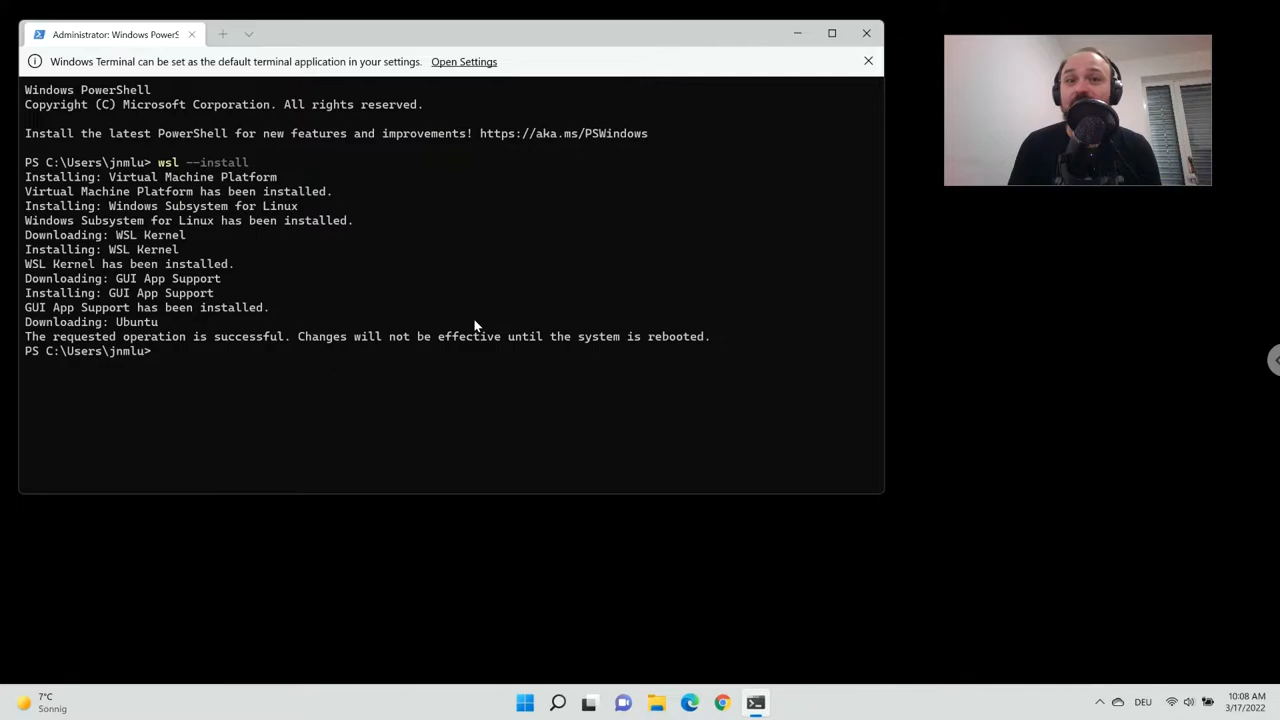 Administrator: Windows PowerS
Windows Terminal can be set as the default terminal application in your settings. Open Settings
Windows PowerShell
Copyright (C) Microsoft Corporation. All rights reserved.
Install the latest PowerShell for new features and improvements! https://aka.ms/PSWindows
PS C:\Users\jnmlu> wsl --install
Installing: Virtual Machine Platform
Virtual Machine Platform has been installed.
Installing: Windows Subsystem for Linux
Windows Subsystem for Linux has been installed.
Downloading: WSL Kernel
Installing: WSL Kernel
WSL Kernel has been installed.
Downloading: GUI App Support
Installing: GUI App Support
GUI App Support has been installed.
Downloading: Ubuntu
The requested operation is successful. Changes will not be effective until the system is rebooted.
PS C:\Users\jnmlu>
7°C
Sonnig
DEU
10:08 AM
3/17/2022